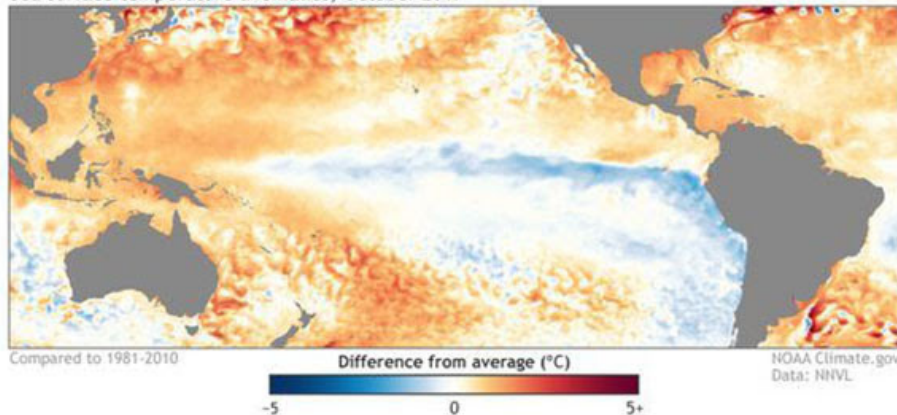 Compared to 1981-2010
Difference from average (°C)
NOAA Climate.gov
Data: NNVL
-5
0
5+